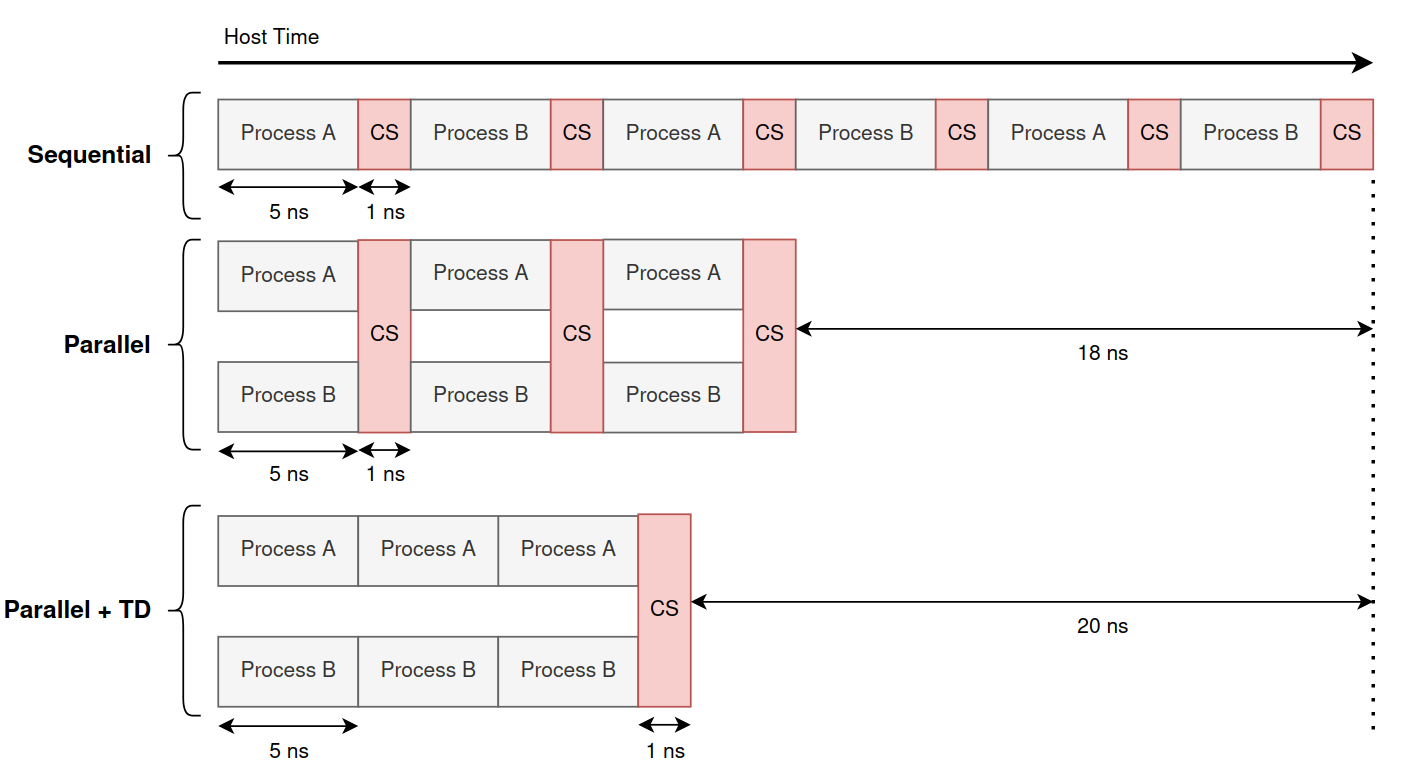 Host Time
Sequential
Process A CS Process B CS Process A CS Process B CS Process A CS Process B CS
5 ns 1 ns
Parallel
Process A Process A Process A
CS CS CS
18 ns
Process B Process B Process B
5 ns 1 ns
Parallel + TD
Process A Process A Process A
CS
20 ns
Process B Process B Process B
5 ns 1 ns